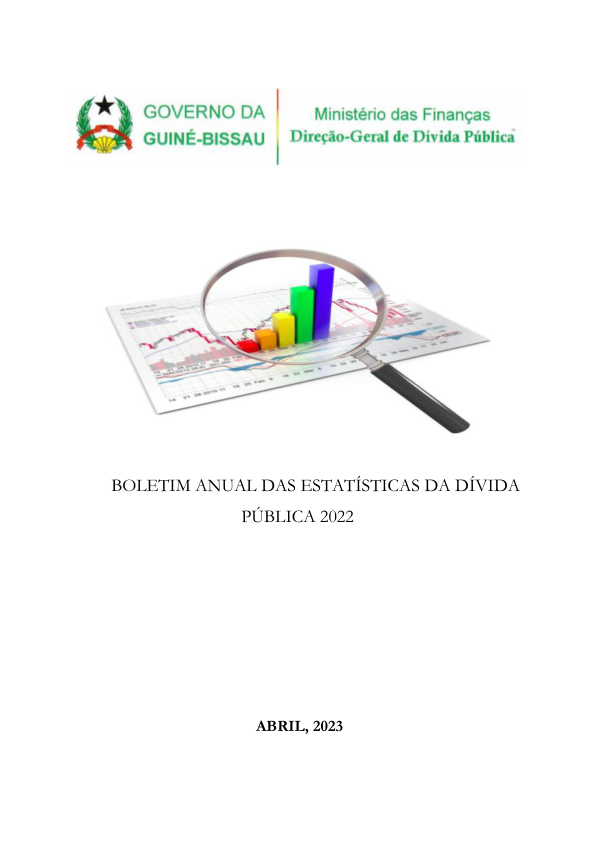 GOVERNO DA
GUINÉ-BISSAU
Ministério das Finanças
Direção-Geral de Dívida Pública
BOLETIM ANUAL DAS ESTATÍSTICAS DA DÍVIDA
PÚBLICA 2022
ABRIL, 2023